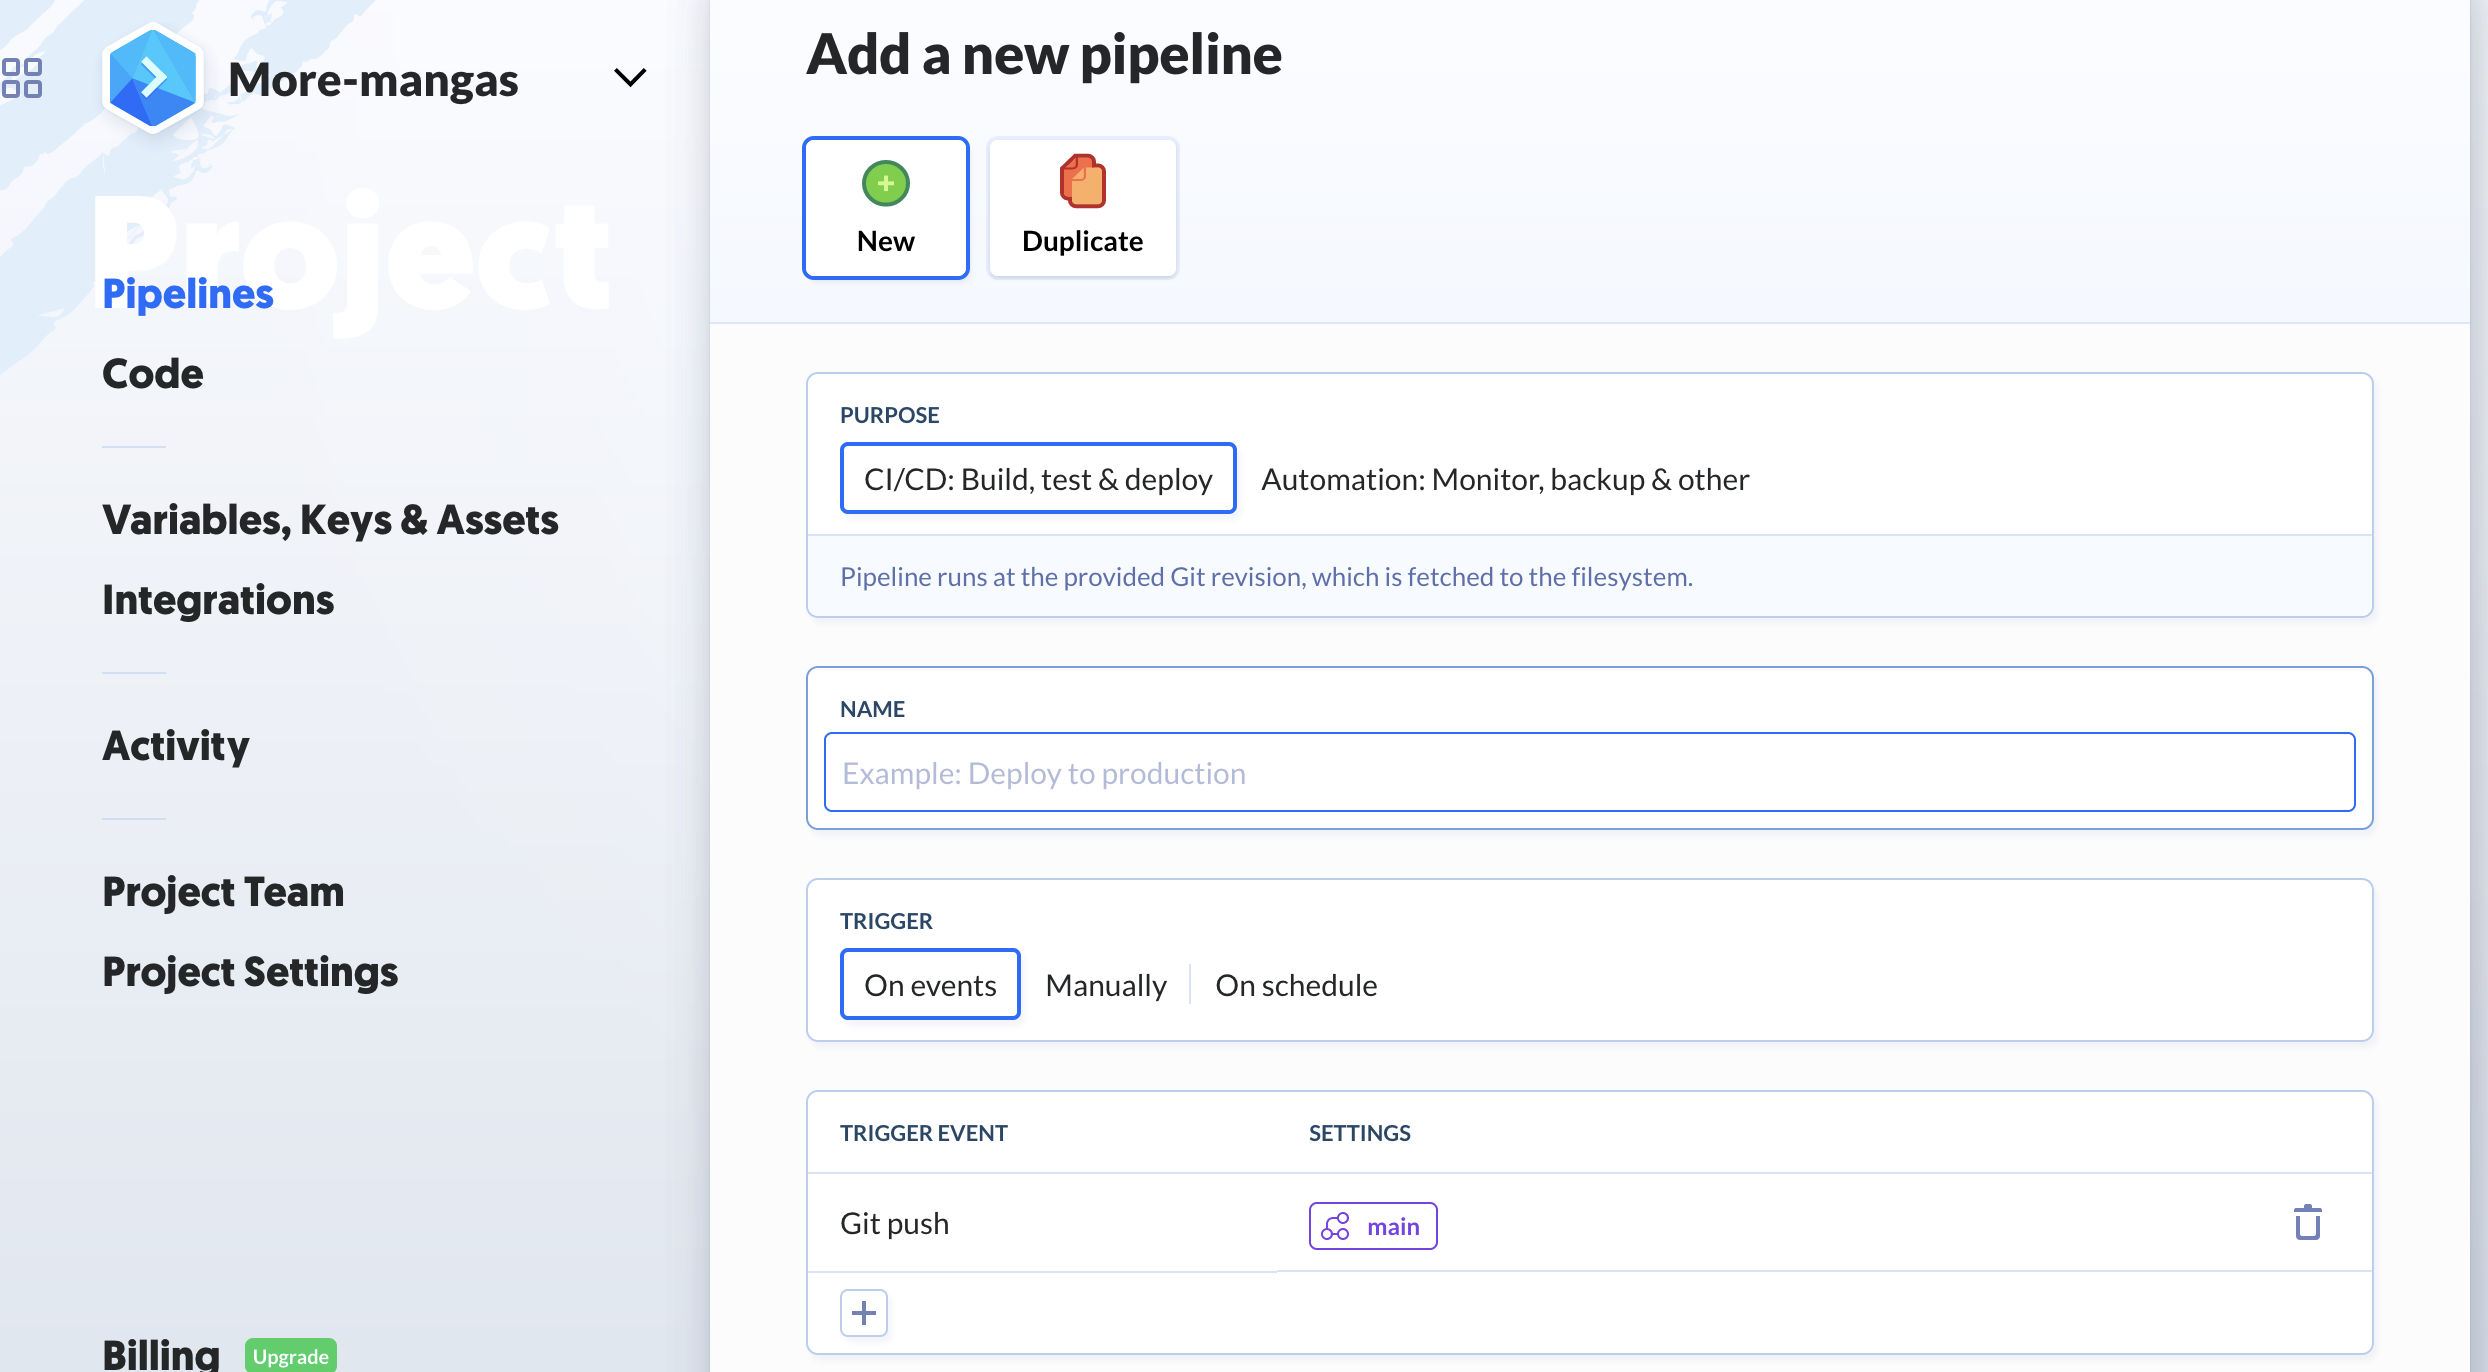 More-mangas
Project
Pipelines
Code
Variables, Keys & Assets
Integrations
Activity
Project Team
Project Settings
Billing Upgrade
Add a new pipeline
New Duplicate
PURPOSE
CI/CD: Build, test & deploy Automation: Monitor, backup & other
Pipeline runs at the provided Git revision, which is fetched to the filesystem.
NAME
Example: Deploy to production
TRIGGER
On events Manually On schedule
TRIGGER EVENT SETTINGS
Git push main